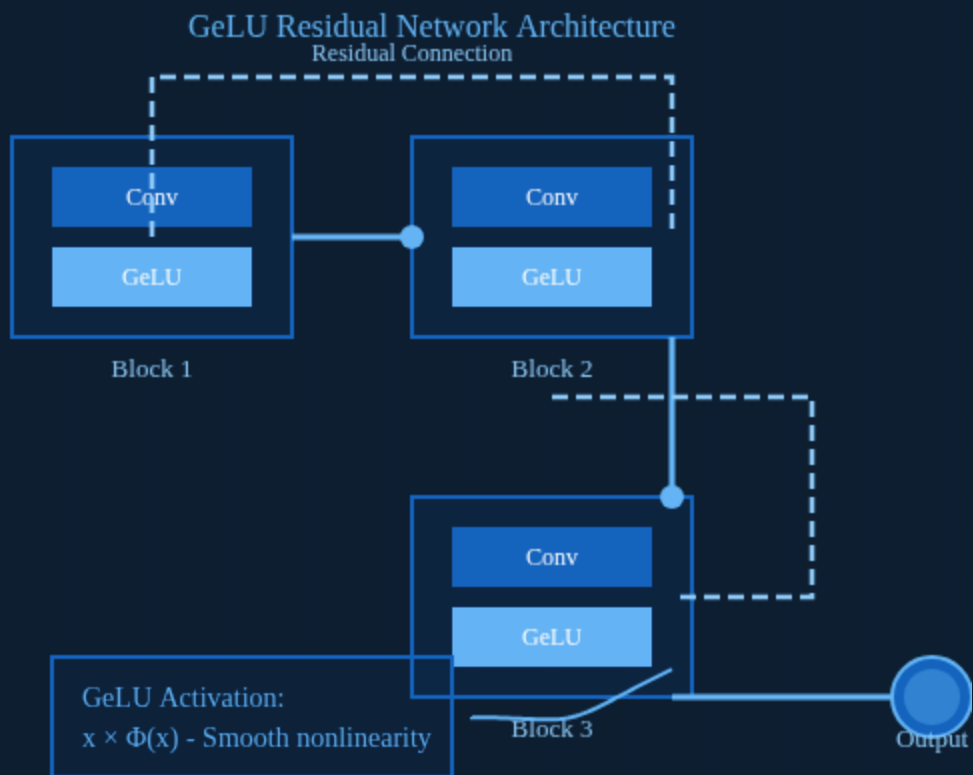 GeLU Residual Network Architecture
Residual Connection
Conv
GeLU
Block 1
Conv
GeLU
Block 2
Conv
GeLU
Block 3
GeLU Activation:
x × Φ(x) - Smooth nonlinearity
Output